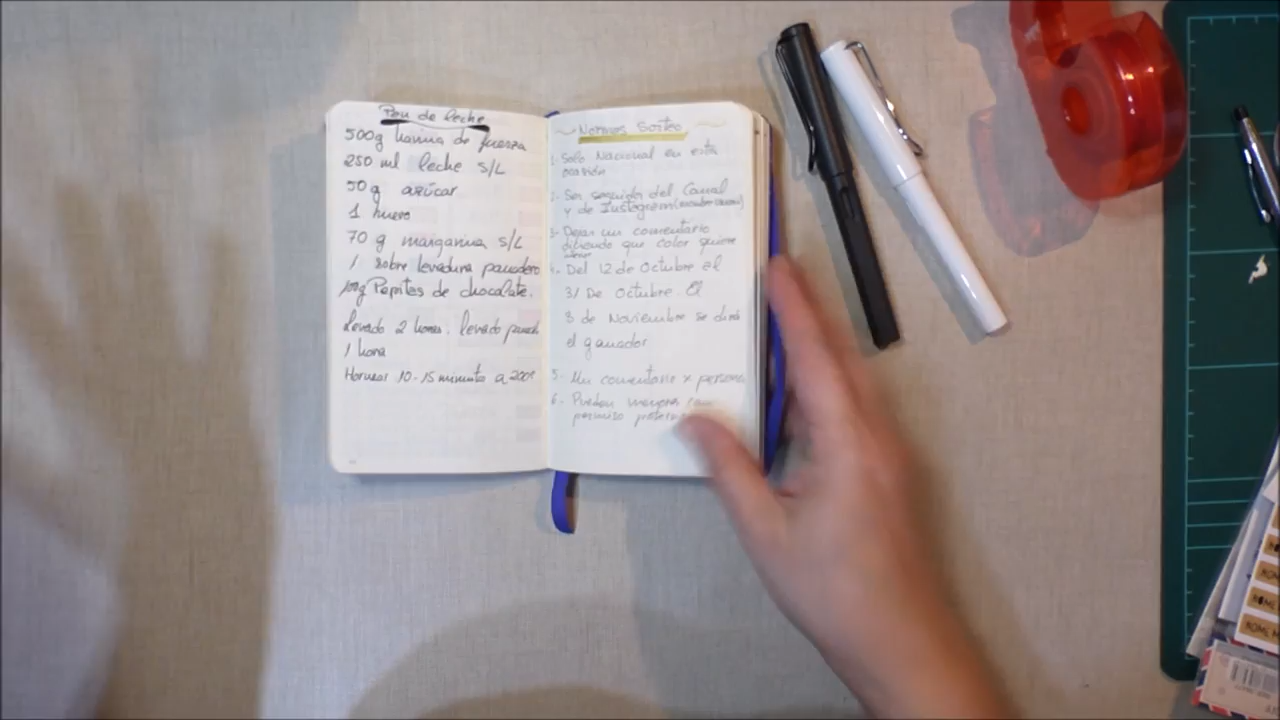 Pan de leche
500g harina de fuerza
250 ml leche s/L
50 g azúcar
1 huevo
70 g margarina s/L
1 sobre levadura panadero
100g Pepitas de chocolate.
Levado 2 horas. levado
1 hora
Hornear 10-15 minuto a 200º
Normas Sorteo
1- Solo Nacional en esta
ocasión
2- Ser seguido del Canal
y de Instagram
3- Dejar un comentario
diciendo que color quiere
4- Del 12 de Octubre al
31 De Octubre. El
3 de Noviembre se dirá
el ganador
5- Un comentario x persona
6- Pueden menores con
permiso